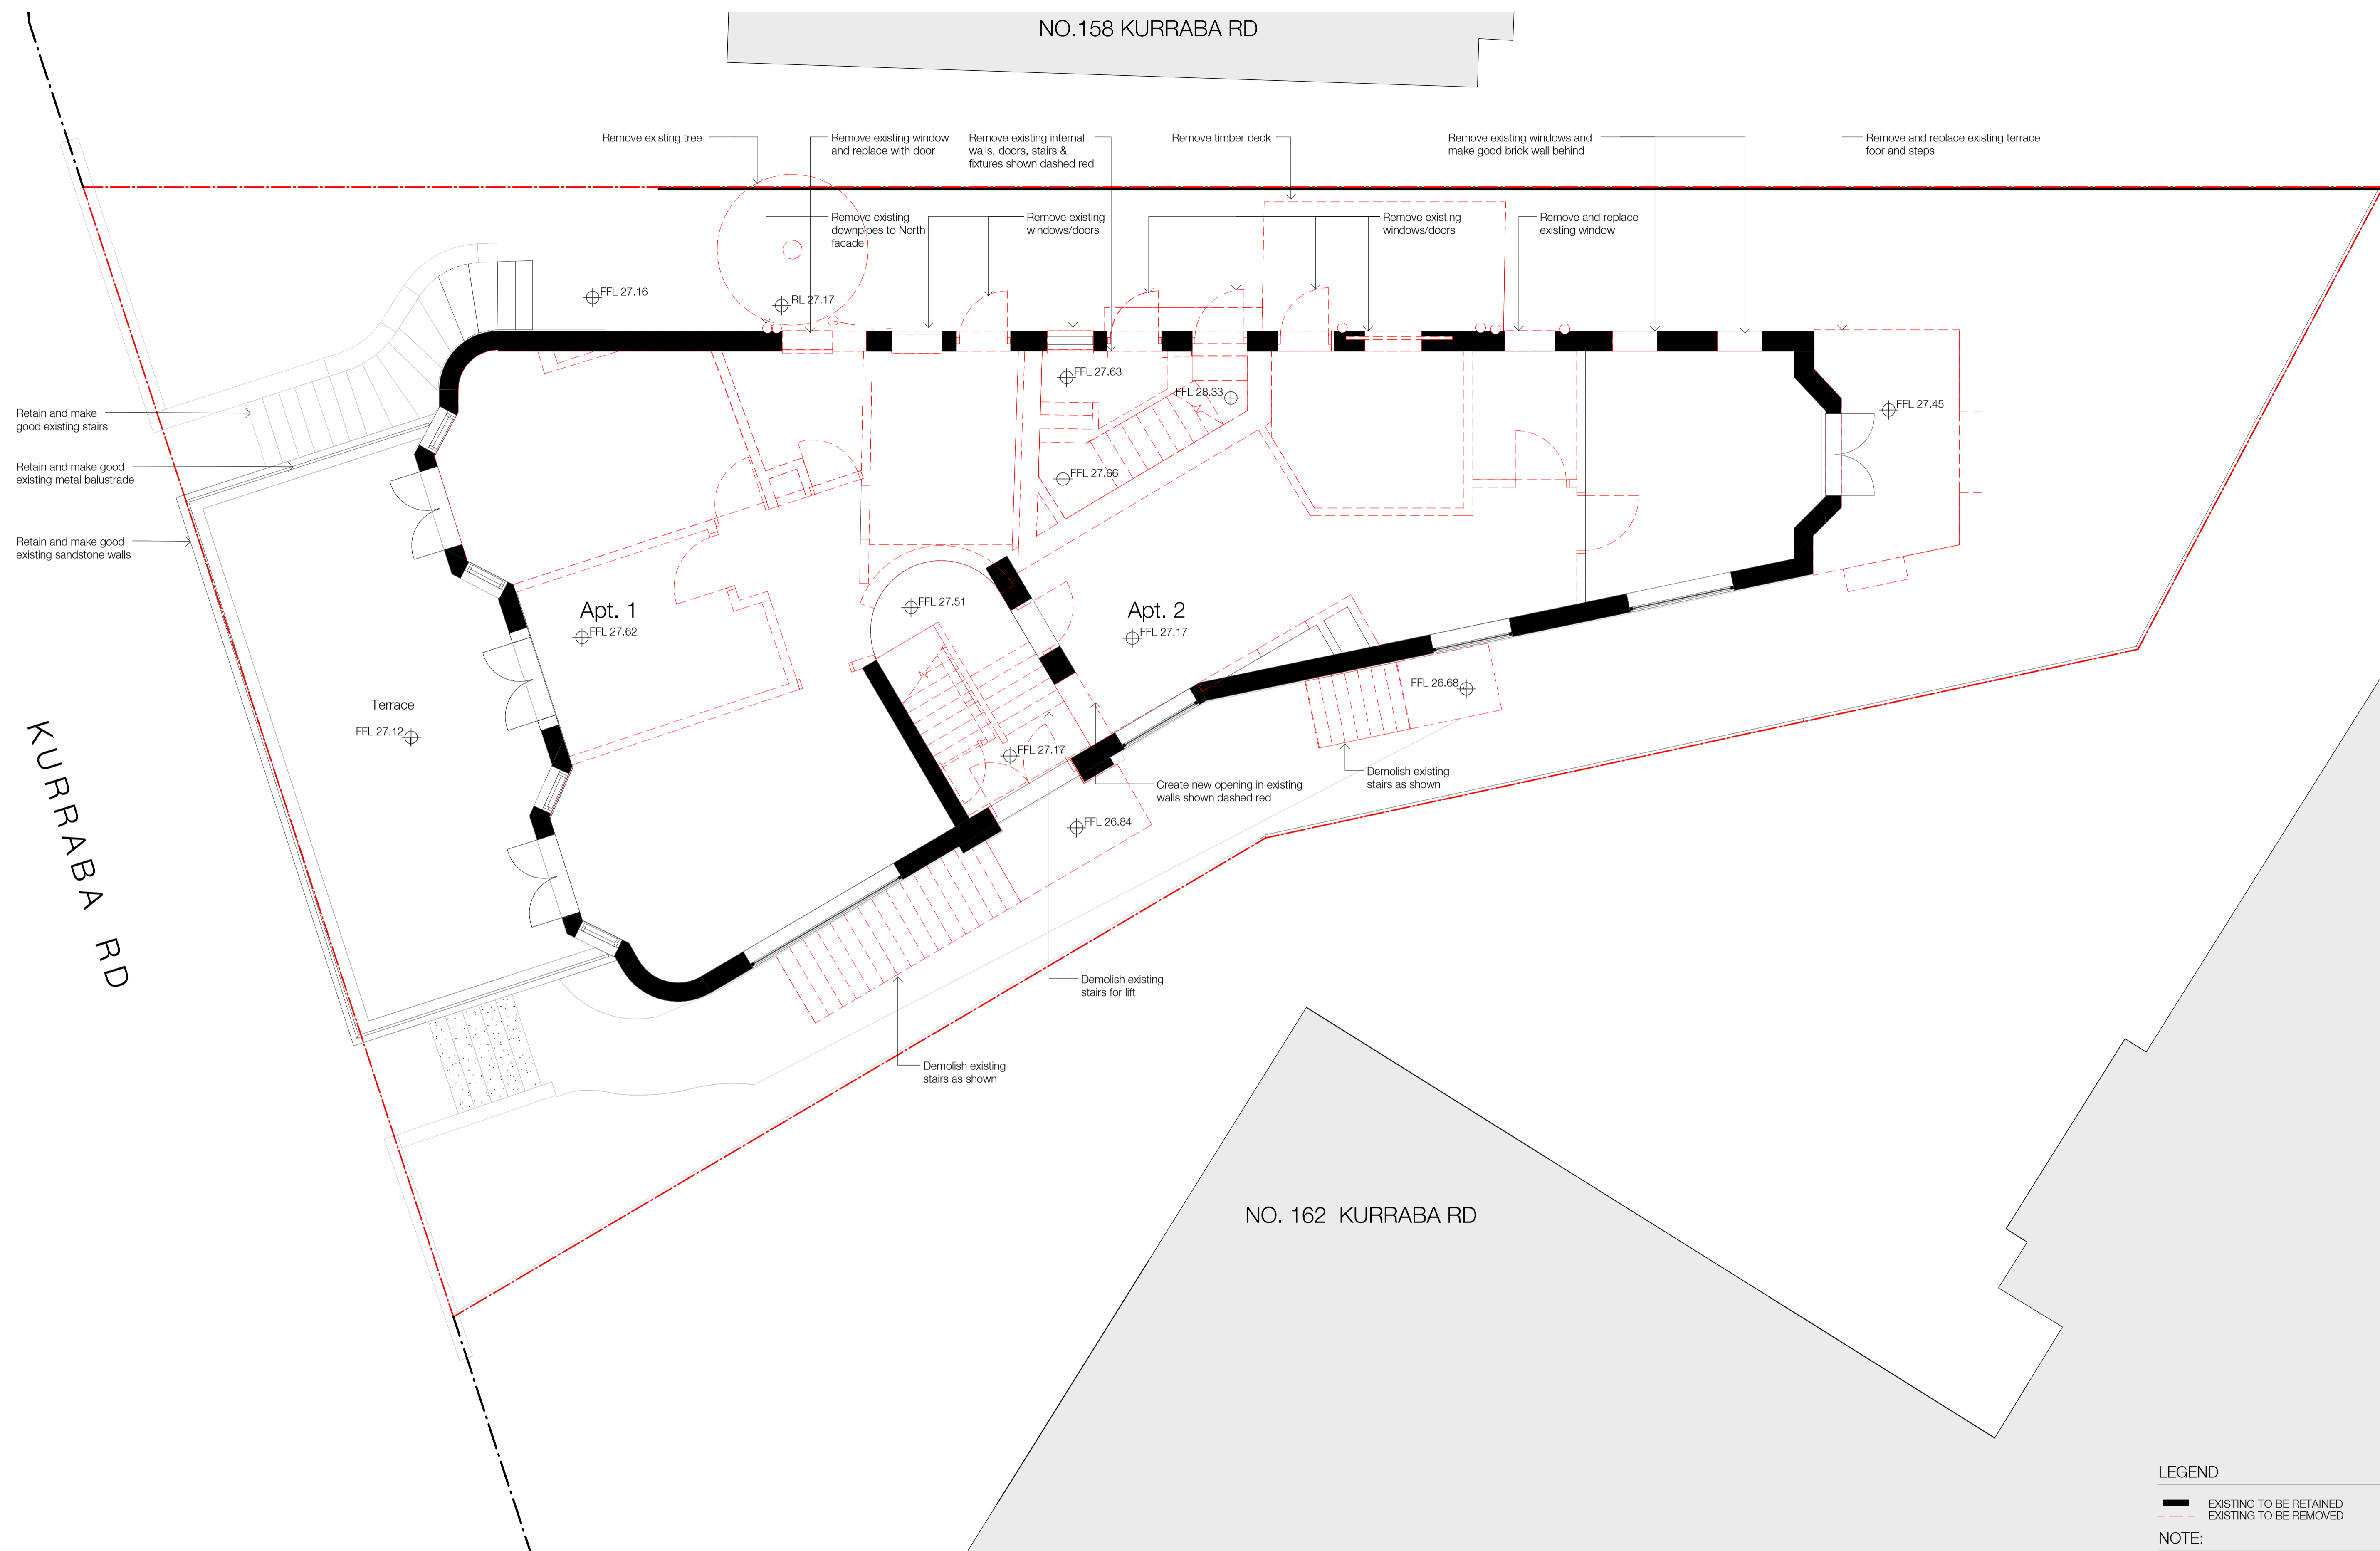 NO.158 KURRABA RD
Remove existing tree
Remove existing window
and replace with door
Remove existing internal
walls, doors, stairs &
fixtures shown dashed red
Remove timber deck
Remove existing windows and
make good brick wall behind
Remove and replace existing terrace
foor and steps
Remove existing
downpipes to North
facade
Remove existing
windows/doors
Remove existing
windows/doors
Remove and replace
existing window
FFL 27.16
RL 27.17
FFL 27.63
FFL 28.33
FFL 27.45
Retain and make
good existing stairs
Retain and make good
existing metal balustrade
FFL 27.66
Retain and make good
existing sandstone walls
Apt. 1
FFL 27.62
FFL 27.51
Apt. 2
FFL 27.17
FFL 26.68
Terrace
FFL 27.12
FFL 27.17
Create new opening in existing
walls shown dashed red
Demolish existing
stairs as shown
FFL 26.84
KURRABA RD
Demolish existing
stairs for lift
Demolish existing
stairs as shown
NO. 162 KURRABA RD
LEGEND
EXISTING TO BE RETAINED
EXISTING TO BE REMOVED
NOTE: